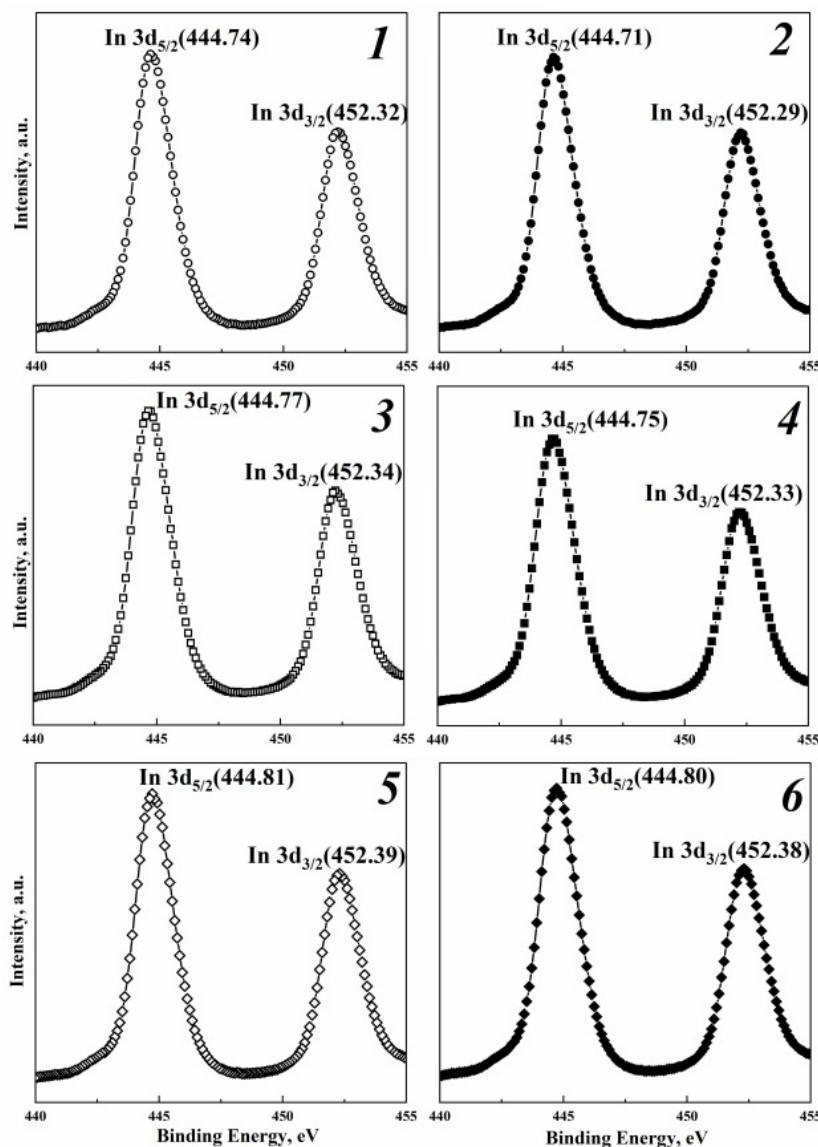 In 3d5/2(444.74)
1
In 3d3/2(452.32)
Intensity, a.u.
440 445 450 455
In 3d5/2(444.71)
2
In 3d3/2(452.29)
440 445 450 455
In 3d5/2(444.77)
3
In 3d3/2(452.34)
Intensity, a.u.
440 445 450 455
In 3d5/2(444.75)
4
In 3d3/2(452.33)
440 445 450 455
In 3d5/2(444.81)
5
In 3d3/2(452.39)
Intensity, a.u.
440 445 450 455
Binding Energy, eV
In 3d5/2(444.80)
6
In 3d3/2(452.38)
440 445 450 455
Binding Energy, eV